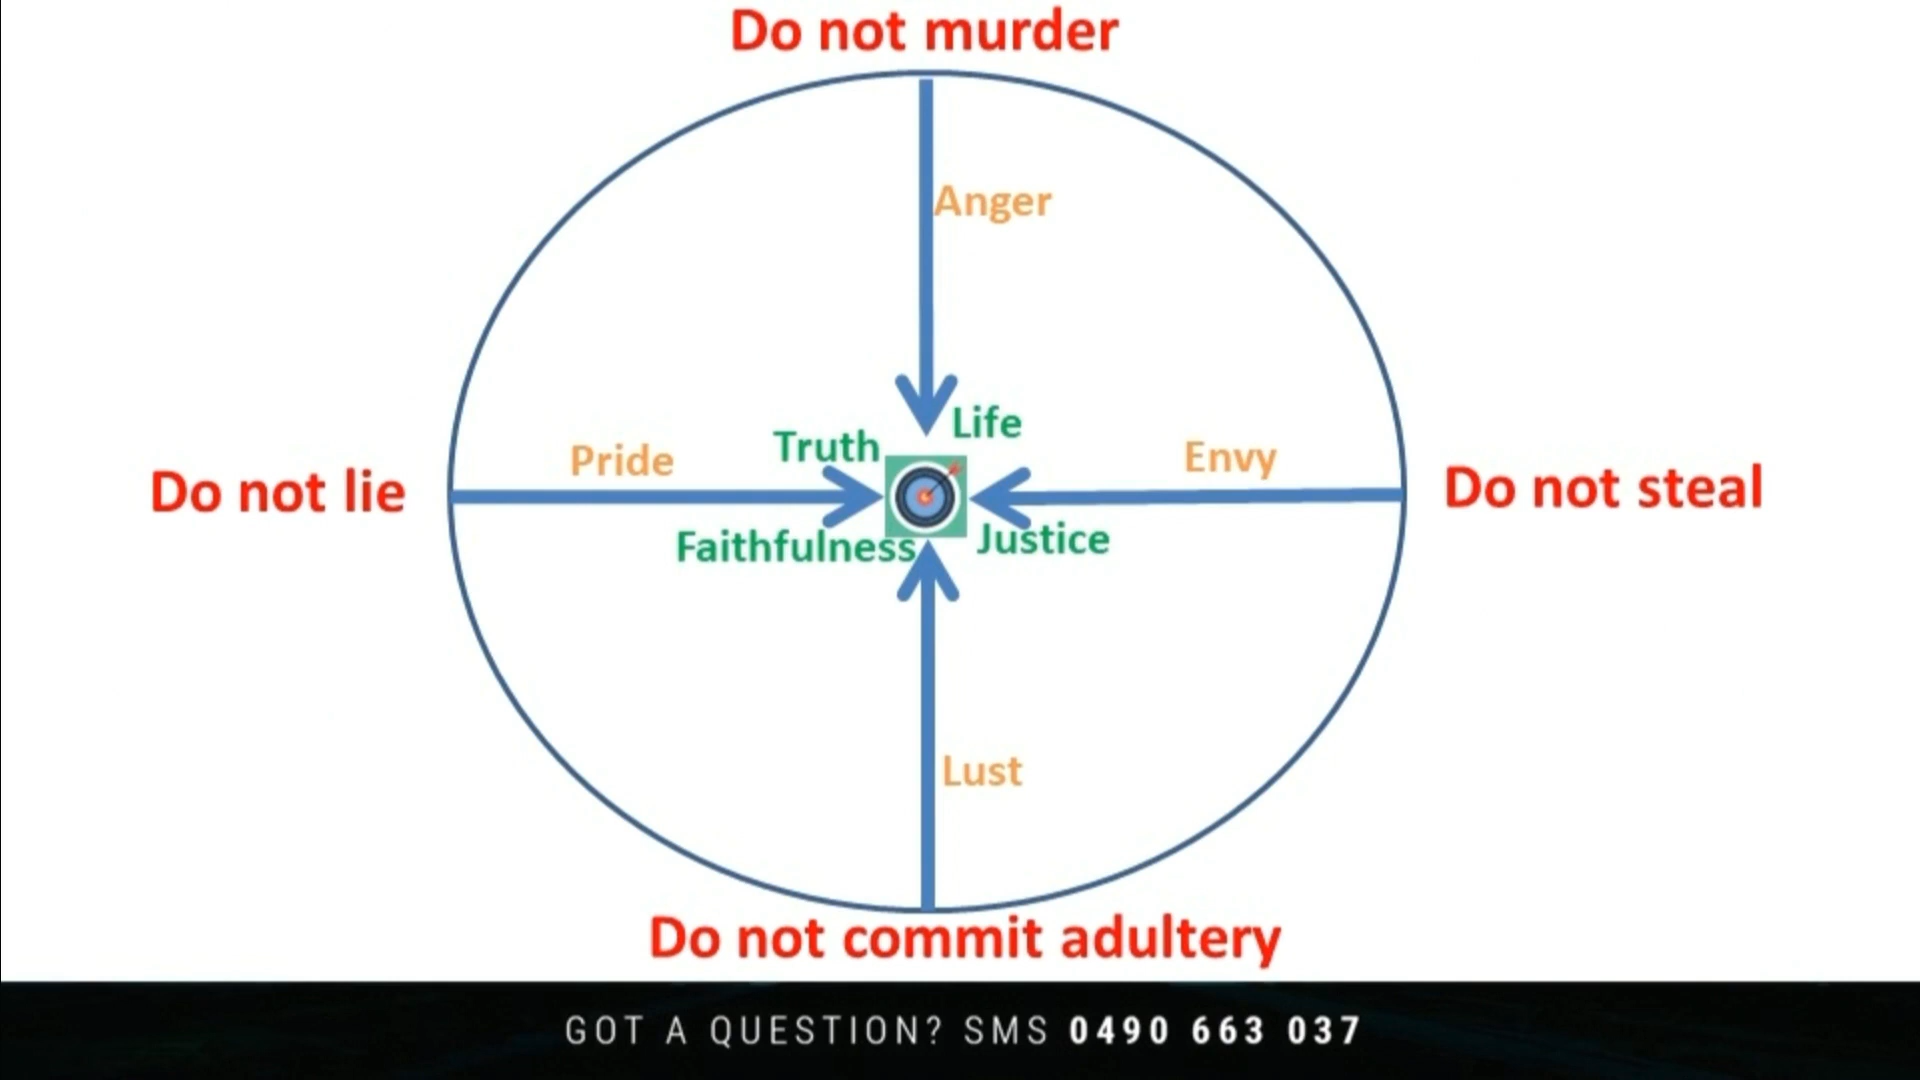 Do not murder
Anger
Life
Truth
Pride
Envy
Do not lie
Do not steal
Faithfulness
Justice
Lust
Do not commit adultery
GOT A QUESTION? SMS 0490 663 037